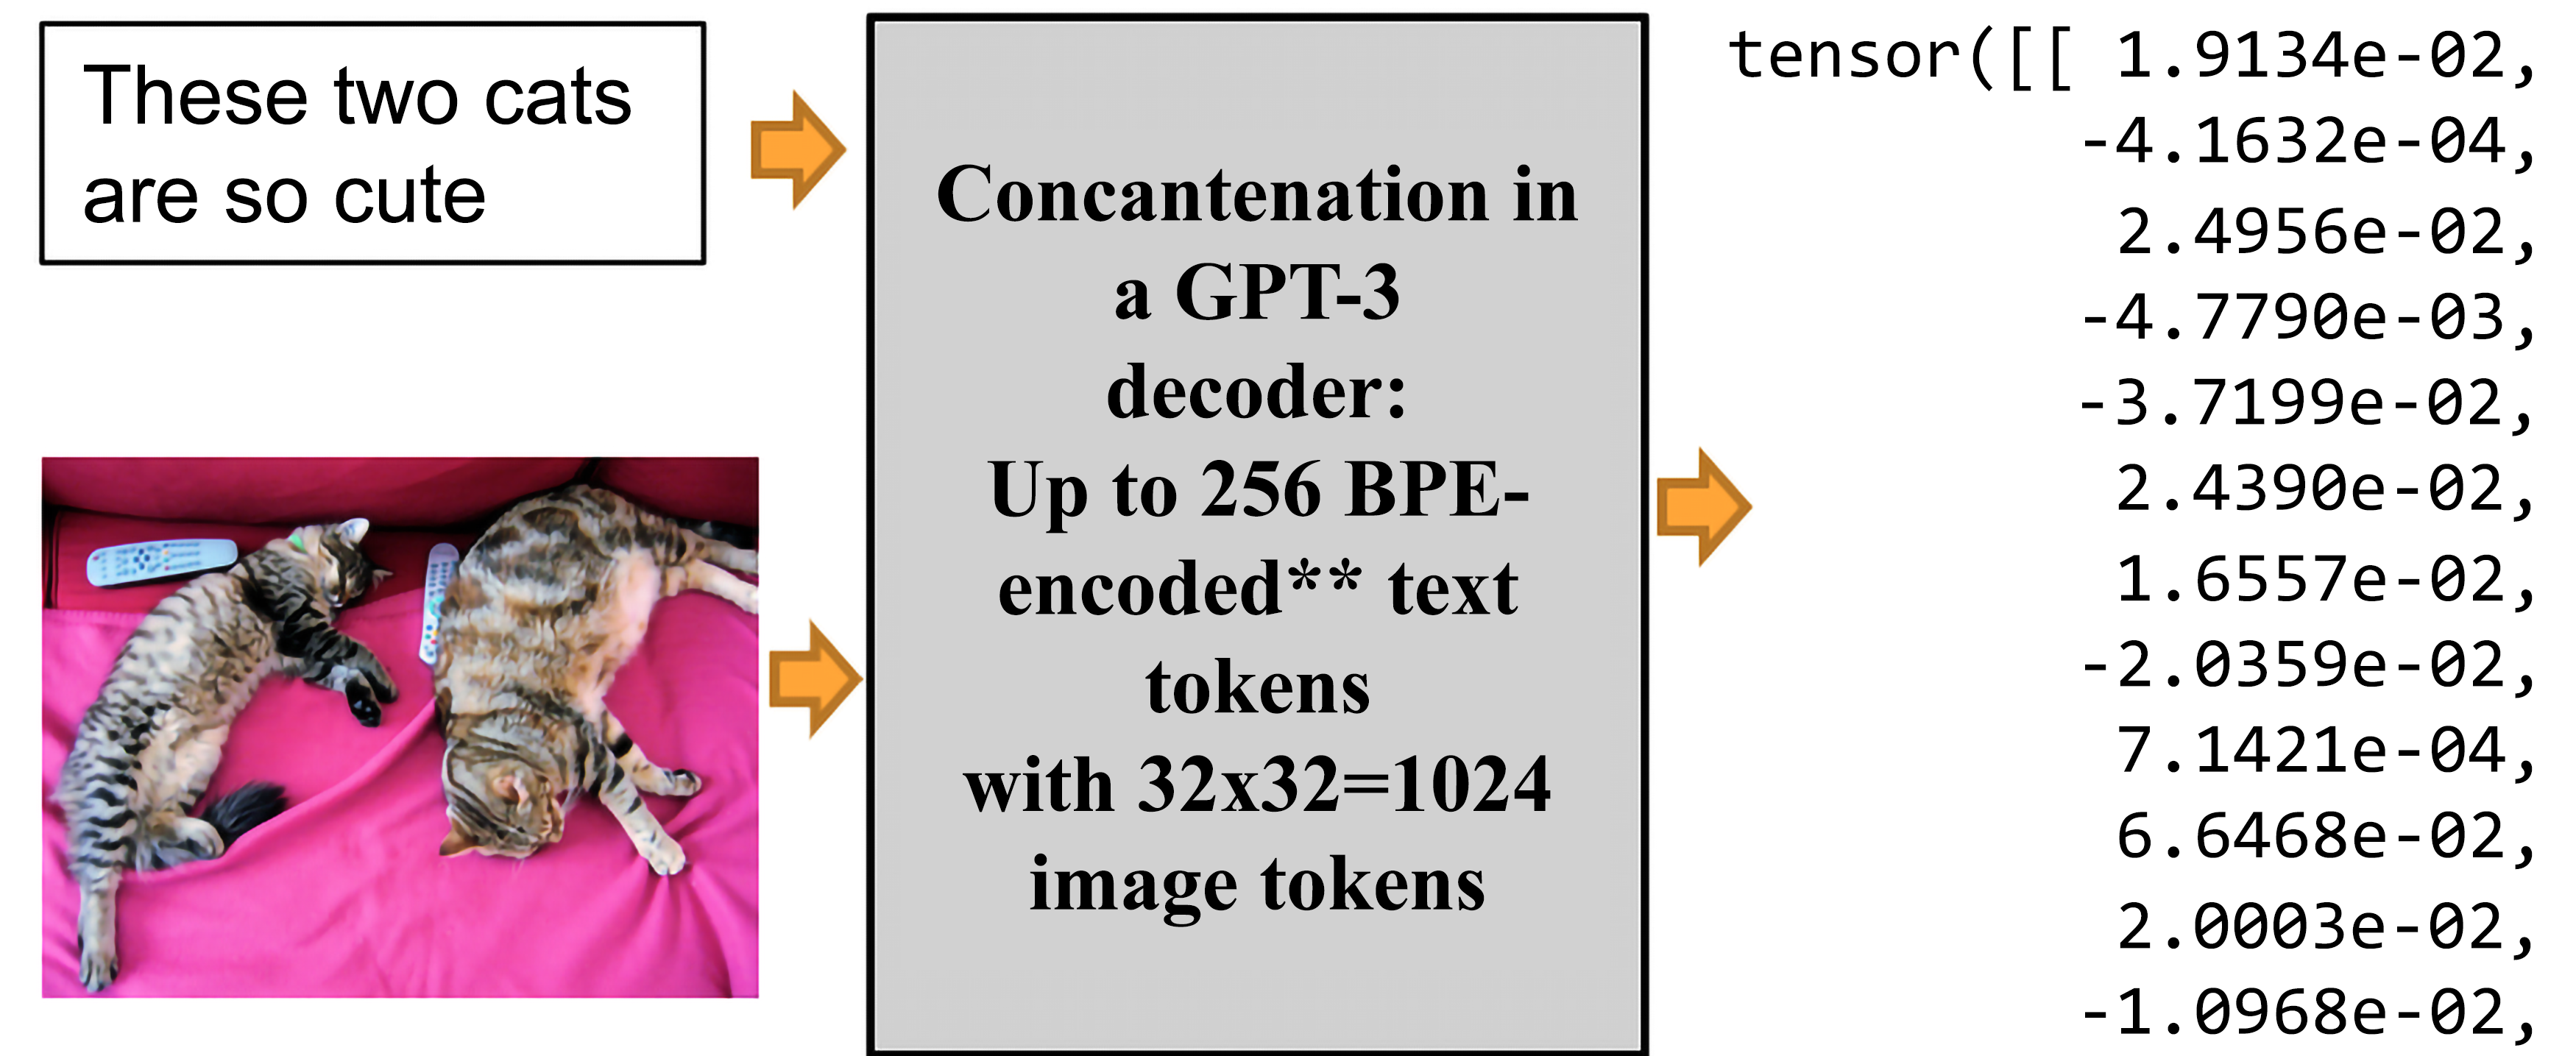 These two cats
are so cute
Concantenation in
a GPT-3
decoder:
Up to 256 BPE-
encoded** text
tokens
with 32x32=1024
image tokens
tensor([[ 1.9134e-02,
-4.1632e-04,
2.4956e-02,
-4.7790e-03,
-3.7199e-02,
2.4390e-02,
1.6557e-02,
-2.0359e-02,
7.1421e-04,
6.6468e-02,
2.0003e-02,
-1.0968e-02,